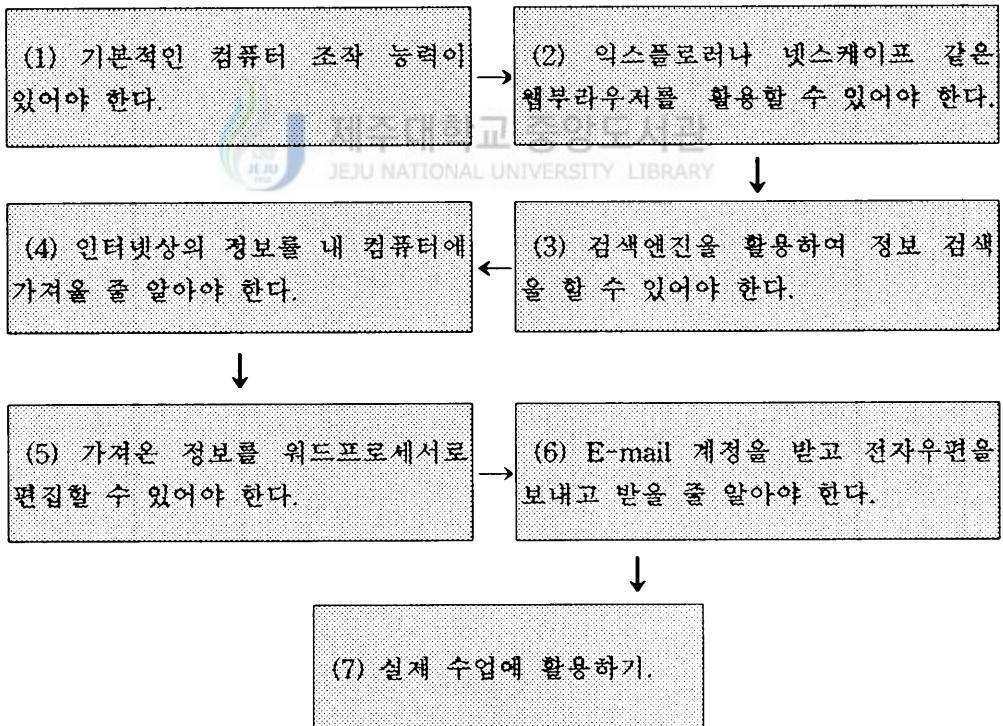 (1) 기본적인 컴퓨터 조작 능력이
있어야 한다.
(2) 익스플로러나 넷스케이프 같은
웹부라우저를 활용할 수 있어야 한다.
제주대학교 중앙도서관
JEJU NATIONAL UNIVERSITY LIBRARY
(3) 검색엔진을 활용하여 정보 검색
을 할 수 있어야 한다.
(4) 인터넷상의 정보를 내 컴퓨터에
가져올 줄 알아야 한다.
(5) 가져온 정보를 워드프로세서로
편집할 수 있어야 한다.
(6) E-mail 계정을 받고 전자우편을
보내고 받을 줄 알아야 한다.
(7) 실제 수업에 활용하기.